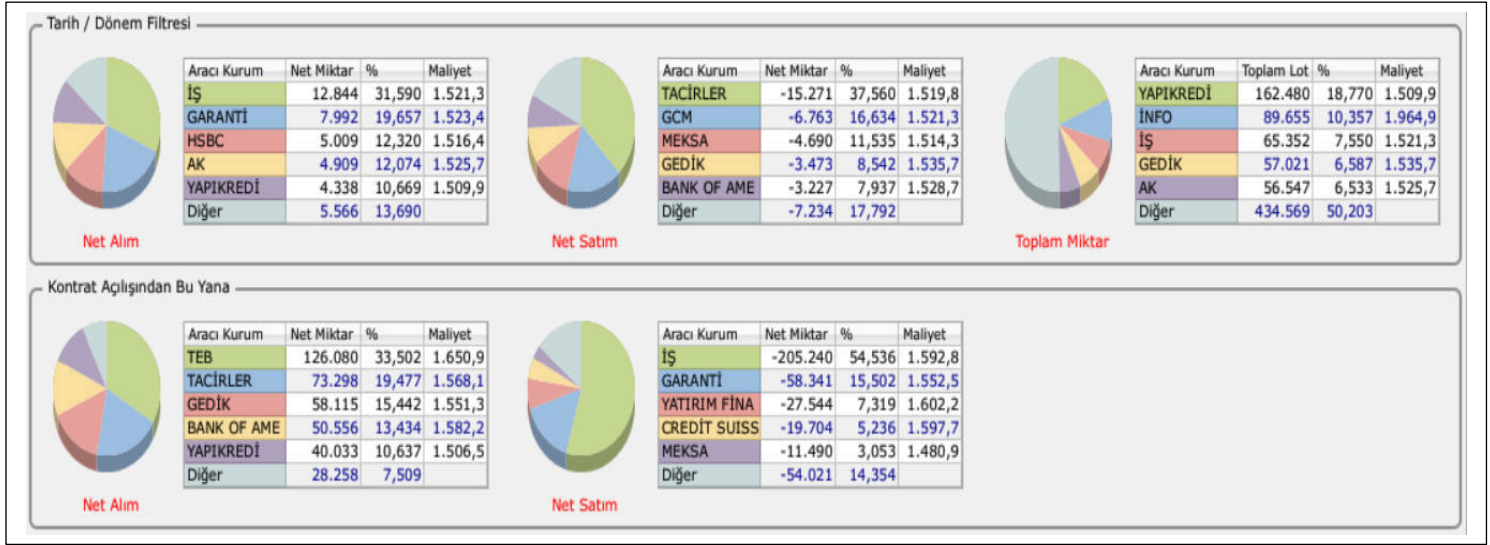 Tarih / Dönem Filtresi
Aracı Kurum Net Miktar % Maliyet
İŞ 12.844 31,590 1.521,3
GARANTİ 7.992 19,657 1.523,4
HSBC 5.009 12,320 1.516,4
AK 4.909 12,074 1.525,7
YAPIKREDİ 4.338 10,669 1.509,9
Diğer 5.566 13,690
Net Alım
Aracı Kurum Net Miktar % Maliyet
TACİRLER -15.271 37,560 1.519,8
GCM -6.763 16,634 1.521,3
MEKSA -4.690 11,535 1.514,3
GEDİK -3.473 8,542 1.535,7
BANK OF AME -3.227 7,937 1.528,7
Diğer -7.234 17,792
Net Satım
Aracı Kurum Toplam Lot % Maliyet
YAPIKREDİ 162.480 18,770 1.509,9
İNFO 89.655 10,357 1.964,9
İŞ 65.352 7,550 1.521,3
GEDİK 57.021 6,587 1.535,7
AK 56.547 6,533 1.525,7
Diğer 434.569 50,203
Toplam Miktar
Kontrat Açılışından Bu Yana
Aracı Kurum Net Miktar % Maliyet
TEB 126.080 33,502 1.650,9
TACİRLER 73.298 19,477 1.568,1
GEDİK 58.115 15,442 1.551,3
BANK OF AME 50.556 13,434 1.582,2
YAPIKREDİ 40.033 10,637 1.506,5
Diğer 28.258 7,509
Net Alım
Aracı Kurum Net Miktar % Maliyet
İŞ -205.240 54,536 1.592,8
GARANTİ -58.341 15,502 1.552,5
YATIRIM FİNA -27.544 7,319 1.602,2
CREDİT SUISS -19.704 5,236 1.597,7
MEKSA -11.490 3,053 1.480,9
Diğer -54.021 14,354
Net Satım